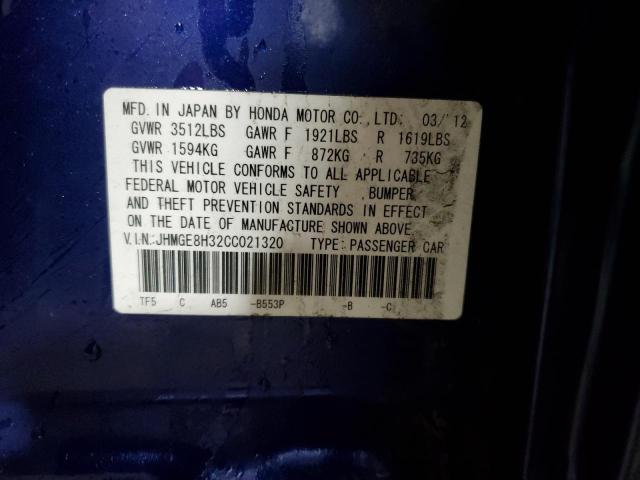 MFD. IN JAPAN BY HONDA MOTOR CO., LTD. 03/12
GVWR 3512LBS GAWR F 1921LBS R 1619LBS
GVWR 1594KG GAWR F 872KG R 735KG
THIS VEHICLE CONFORMS TO ALL APPLICABLE
FEDERAL MOTOR VEHICLE SAFETY , BUMPER
AND THEFT PREVENTION STANDARDS IN EFFECT
ON THE DATE OF MANUFACTURE SHOWN ABOVE.
V.I.N:JHMGE8H32CC021320 TYPE: PASSENGER CAR
TF5 C AB5 -B553P -B -C